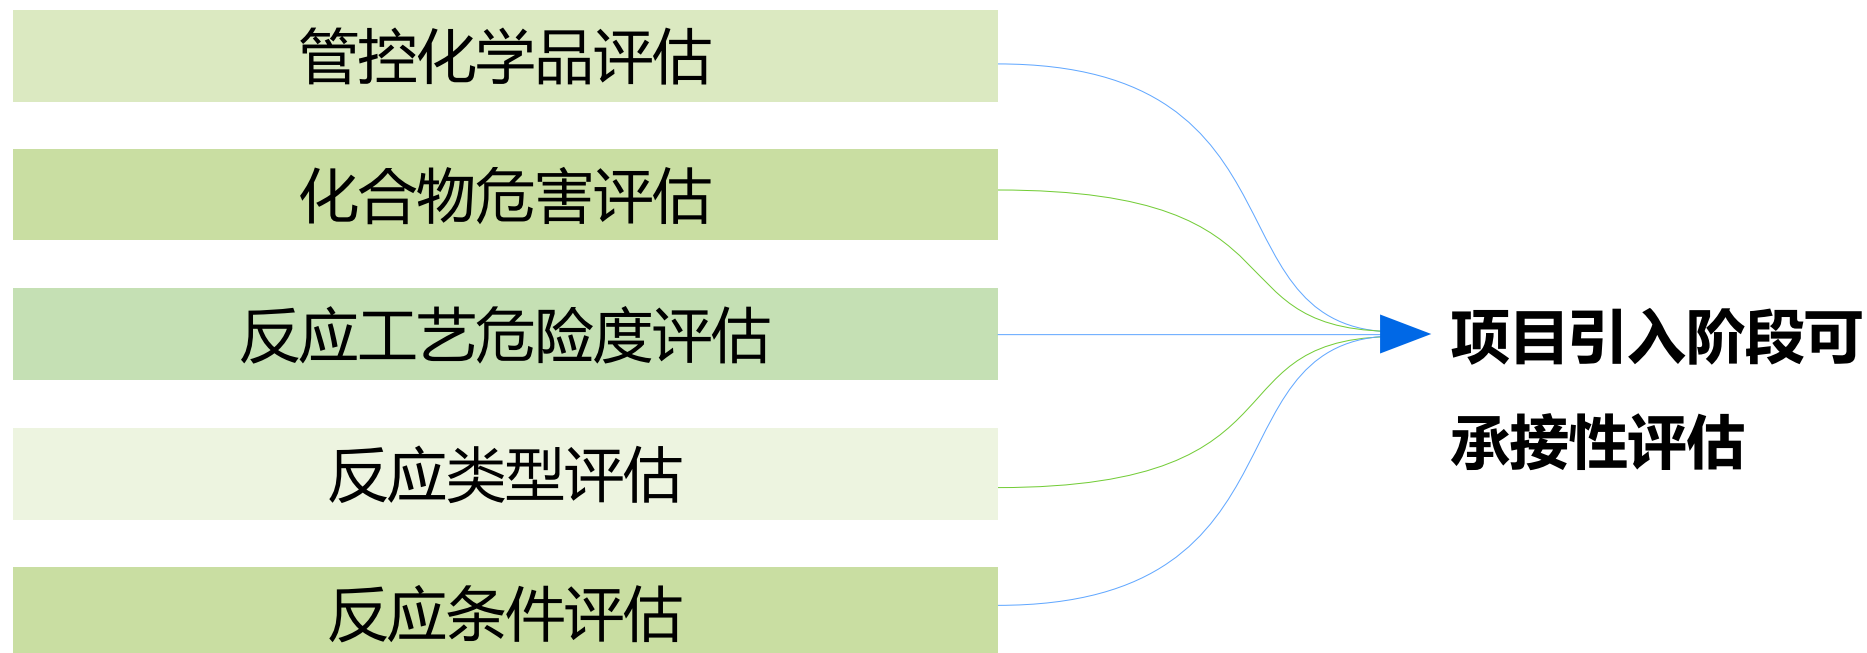 管控化学品评估
化合物危害评估
反应工艺危险度评估
反应类型评估
反应条件评估
项目引入阶段可
承接性评估